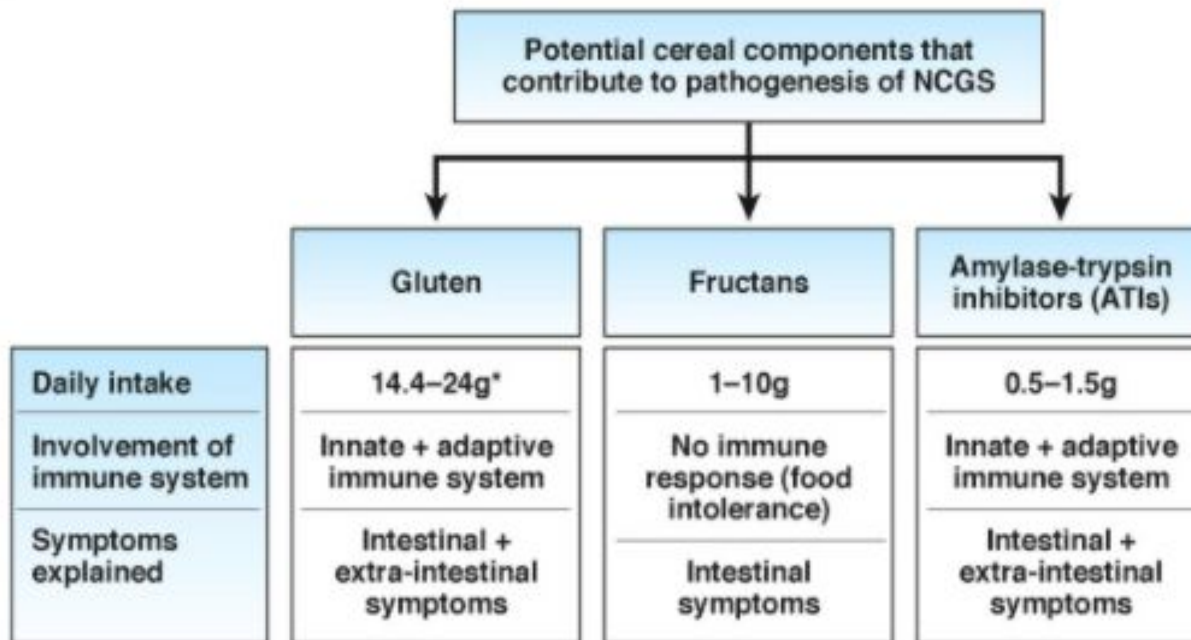 Potential cereal components that
contribute to pathogenesis of NCGS
Gluten
Fructans
Amylase-trypsin
inhibitors (ATIs)
Daily intake
14.4–24g*
1–10g
0.5–1.5g
Involvement of
immune system
Innate + adaptive
immune system
No immune
response (food
intolerance)
Innate + adaptive
immune system
Symptoms
explained
Intestinal +
extra-intestinal
symptoms
Intestinal
symptoms
Intestinal +
extra-intestinal
symptoms